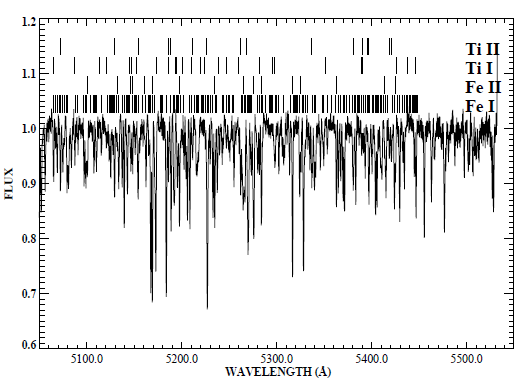 1.2
Ti II
Ti I
1.1
Fe II
Fe I
1.0
0.9
FLUX
0.8
0.7
0.6
5100.0 5200.0 5300.0 5400.0 5500.0
WAVELENGTH (Å)